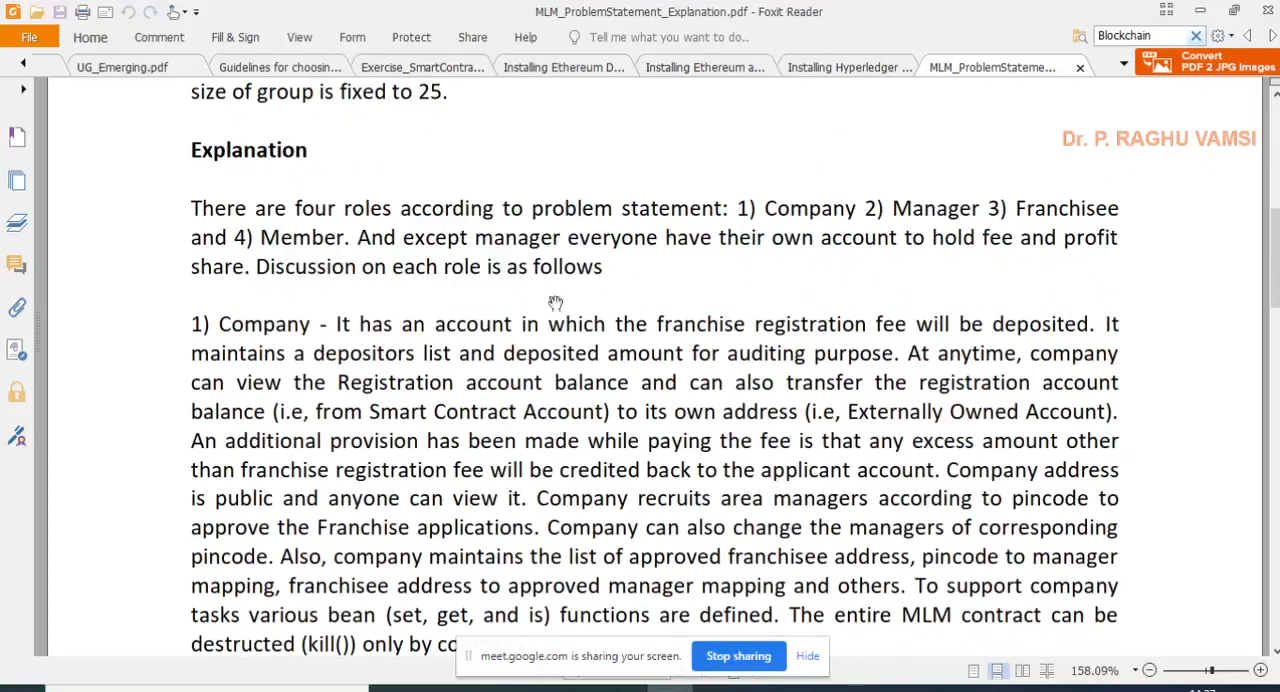 MLM_ProblemStatement_Explanation.pdf - Foxit Reader
File Home Comment Fill & Sign View Form Protect Share Help Tell me what you want to do.. Blockchain
UG_Emerging.pdf Guidelines for choosin... Exercise_SmartContra... Installing Ethereum D... Installing Ethereum a... Installing Hyperledger ... MLM_ProblemStateme...
Convert
PDF 2 JPG Images
size of group is fixed to 25.
Dr. P. RAGHU VAMSI
Explanation
There are four roles according to problem statement: 1) Company 2) Manager 3) Franchisee
and 4) Member. And except manager everyone have their own account to hold fee and profit
share. Discussion on each role is as follows
1) Company - It has an account in which the franchise registration fee will be deposited. It
maintains a depositors list and deposited amount for auditing purpose. At anytime, company
can view the Registration account balance and can also transfer the registration account
balance (i.e, from Smart Contract Account) to its own address (i.e, Externally Owned Account).
An additional provision has been made while paying the fee is that any excess amount other
than franchise registration fee will be credited back to the applicant account. Company address
is public and anyone can view it. Company recruits area managers according to pincode to
approve the Franchise applications. Company can also change the managers of corresponding
pincode. Also, company maintains the list of approved franchisee address, pincode to manager
mapping, franchisee address to approved manager mapping and others. To support company
tasks various bean (set, get, and is) functions are defined. The entire MLM contract can be
destructed (kill()) only by co
meet.google.com is sharing your screen. Stop sharing Hide
158.09%